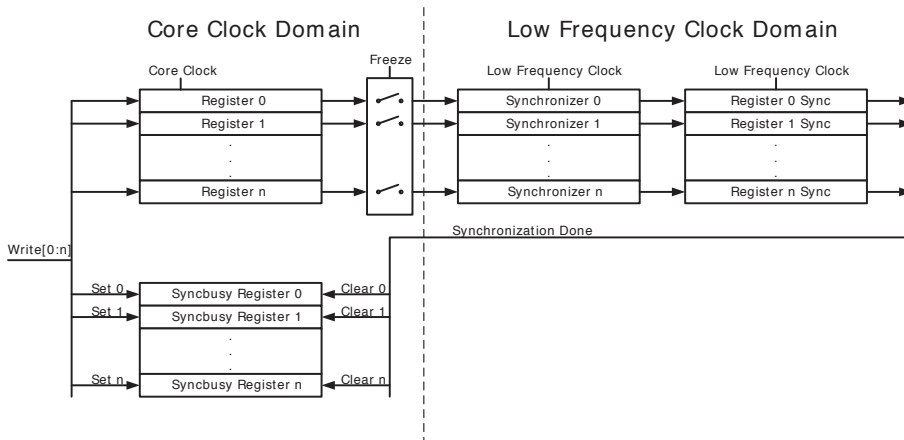 Core Clock Domain
Low Frequency Clock Domain
Freeze
Core Clock
Low Frequency Clock
Low Frequency Clock
Register 0
Synchronizer 0
Register 0 Sync
Register 1
Synchronizer 1
Register 1 Sync
.
.
.
.
.
.
Register n
Synchronizer n
Register n Sync
Synchronization Done
Write[0:n]
Set 0
Syncbusy Register 0
Clear 0
Set 1
Syncbusy Register 1
Clear 1
.
.
.
Set n
Syncbusy Register n
Clear n